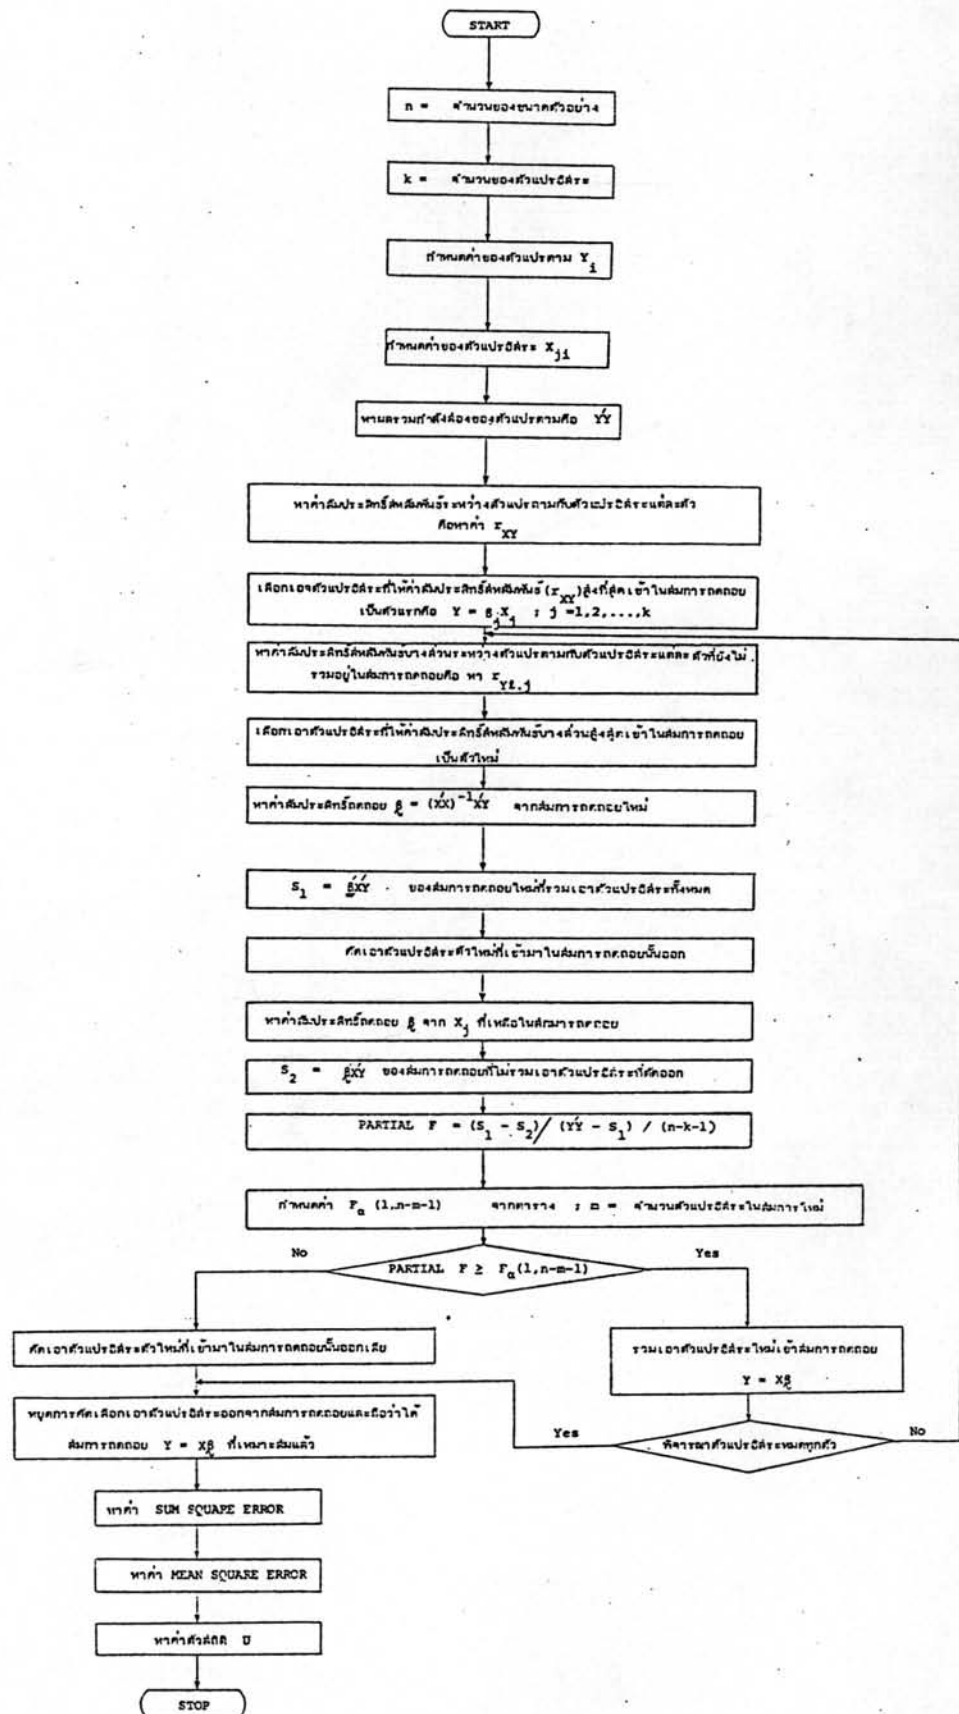 START
n = จำนวนของขนาดตัวอย่าง
k = จำนวนของตัวแปรอิสระ
กำหนดค่าของตัวแปรตาม Y_i
กำหนดค่าของตัวแปรอิสระ X_ji
หาผลรวมกำลังสองของตัวแปรตามคือ ÝY
หาค่าสัมประสิทธิ์สหสัมพันธ์ระหว่างตัวแปรตามกับตัวแปรอิสระแต่ละตัว
คือหาค่า r_XY
เลือกเอาตัวแปรอิสระที่ให้ค่าสัมประสิทธิ์สหสัมพันธ์ (r_XY) สูงที่สุดเข้าในสมการถดถอย
เป็นตัวแรกคือ Y = β_j X_j ; j =1,2,...,k
หาค่าสัมประสิทธิ์สหสัมพันธ์บางส่วนระหว่างตัวแปรตามกับตัวแปรอิสระแต่ละตัวที่ยังไม่
รวมอยู่ในสมการถดถอยคือ หา r_Yℓ.j
เลือกเอาตัวแปรอิสระที่ให้ค่าสัมประสิทธิ์สหสัมพันธ์บางส่วนสูงสุดเข้าในสมการถดถอย
เป็นตัวใหม่
หาค่าสัมประสิทธิ์ถดถอย β = (X́X)^-1 X́Y จากสมการถดถอยใหม่
S_1 = β́X́Y ของสมการถดถอยใหม่ที่รวมเอาตัวแปรอิสระทั้งหมด
คัดเอาตัวแปรอิสระตัวใหม่ที่เข้ามาในสมการถดถอยนั้นออก
หาค่าสัมประสิทธิ์ถดถอย β จาก X_j ที่เหลือในสมการถดถอย
S_2 = β́X́Y ของสมการถดถอยที่ไม่รวมเอาตัวแปรอิสระที่คัดออก
PARTIAL F = (S_1 - S_2)/ (ÝY - S_1) / (n-k-1)
กำหนดค่า F_α (1,n-m-1) จากตาราง ; m = จำนวนตัวแปรอิสระในสมการใหม่
No
Yes
PARTIAL F ≥ F_α(1,n-m-1)
คัดเอาตัวแปรอิสระตัวใหม่ที่เข้ามาในสมการถดถอยนั้นออกเสีย
รวมเอาตัวแปรอิสระใหม่เข้าสมการถดถอย
Y = Xβ
หยุดการคัดเลือกเอาตัวแปรอิสระออกจากสมการถดถอยและถือว่าได้
สมการถดถอย Y = Xβ ที่เหมาะสมแล้ว
Yes
พิจารณาตัวแปรอิสระหมดทุกตัว
No
หาค่า SUM SQUARE ERROR
หาค่า MEAN SQUARE ERROR
หาค่าตัวสถิติ U
STOP